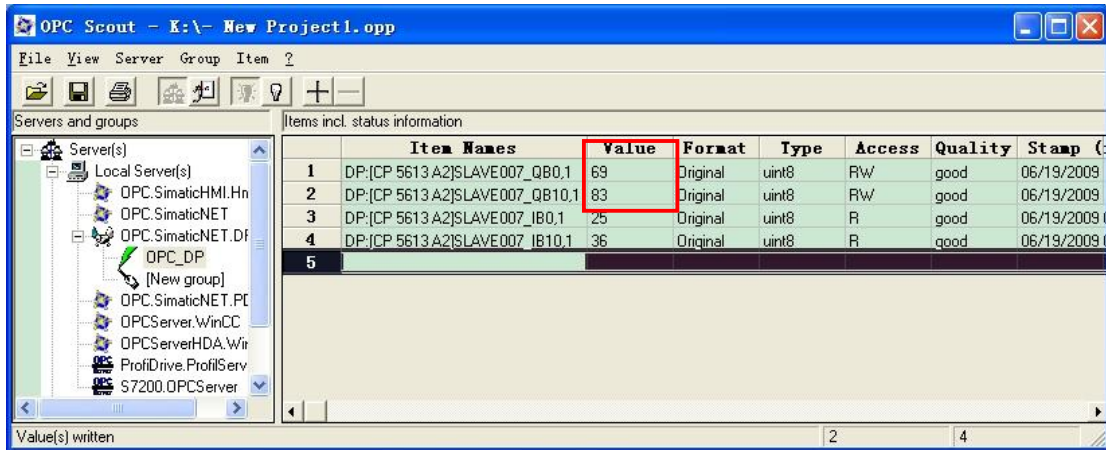 OPC Scout - K:\- New Project1.opp
File View Server Group Item ?
Servers and groups
Items incl. status information
Server(s)
Local Server(s)
OPC.SimaticHMI.Hn
OPC.SimaticNET
OPC.SimaticNET.DF
OPC_DP
[New group]
OPC.SimaticNET.PD
OPCServer.WinCC
OPCServerHDA.Wir
ProfiDrive.ProfilServ
S7200.OPCServer
Item Names Value Format Type Access Quality Stamp (
1 DP:[CP 5613 A2]SLAVE007_QB0,1 69 Original uint8 RW good 06/19/2009
2 DP:[CP 5613 A2]SLAVE007_QB10,1 83 Original uint8 RW good 06/19/2009
3 DP:[CP 5613 A2]SLAVE007_IB0,1 25 Original uint8 R good 06/19/2009
4 DP:[CP 5613 A2]SLAVE007_IB10,1 36 Original uint8 R good 06/19/2009
5
Value(s) written 2 4